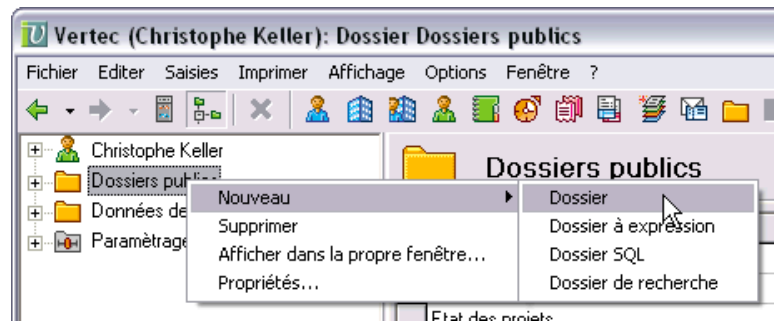 Vertec (Christophe Keller): Dossier Dossiers publics
Fichier Editer Saisies Imprimer Affichage Options Fenêtre ?
Christophe Keller
Dossiers publics
Dossiers
Données de
Paramètrage
Nouveau
Supprimer
Afficher dans la propre fenêtre...
Propriétés...
Dossier
Dossier à expression
Dossier SQL
Dossier de recherche
Etat des projets